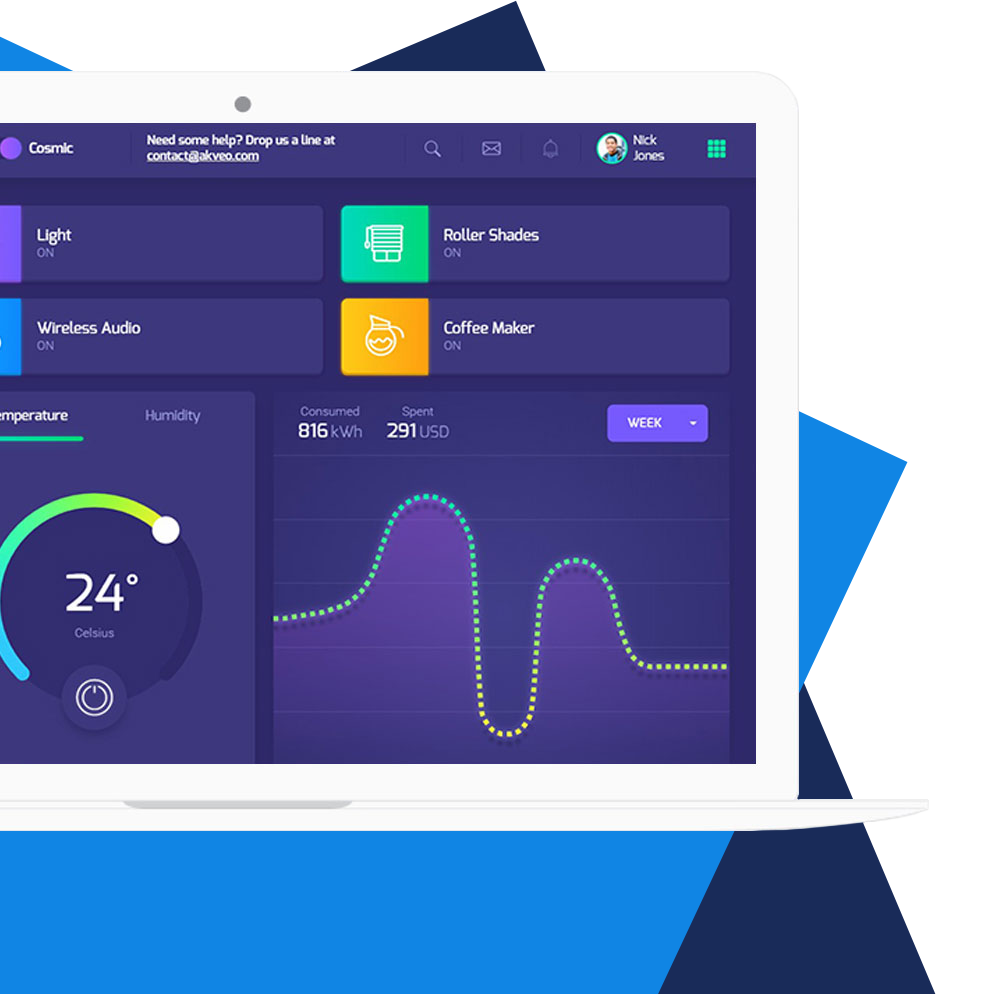 Cosmic
Need some help? Drop us a line at
contact@akveo.com
Nick
Jones
Light
ON
Roller Shades
ON
Wireless Audio
ON
Coffee Maker
ON
emperature
Humidity
Consumed
816 kWh
Spent
291 USD
WEEK
24°
Celsius